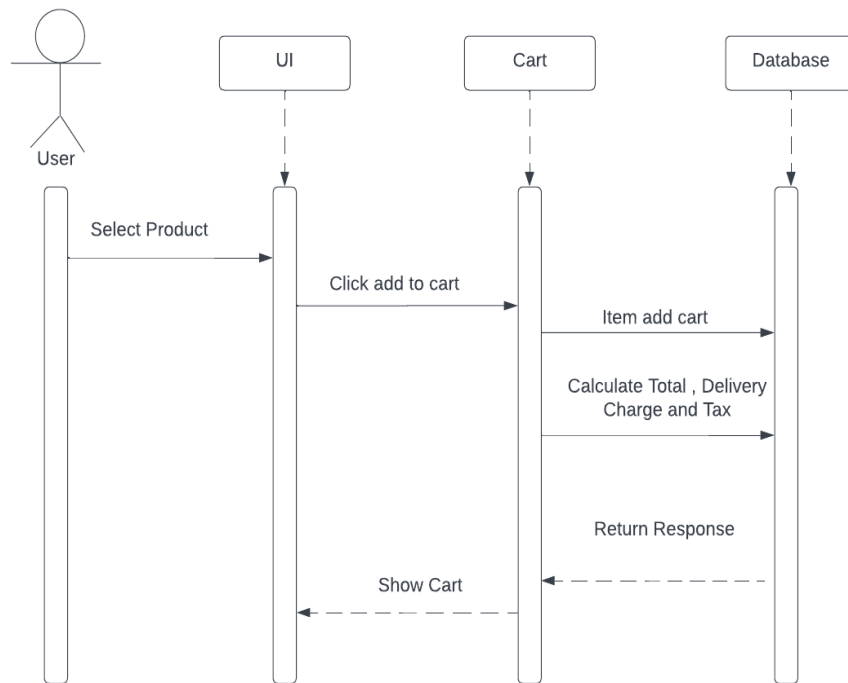 UI
Cart
Database
User
Select Product
Click add to cart
Item add cart
Calculate Total , Delivery
Charge and Tax
Return Response
Show Cart